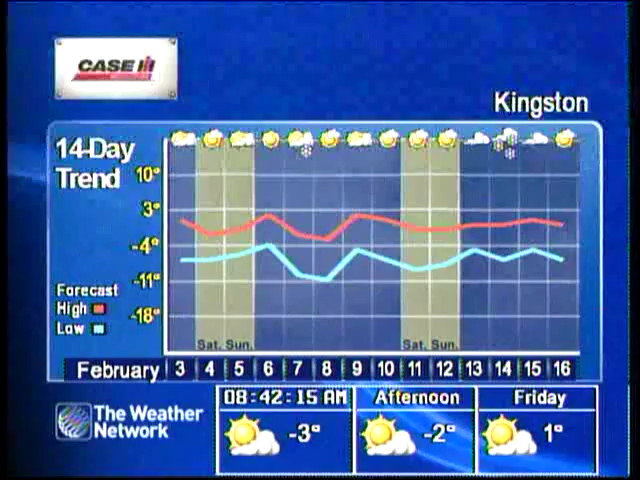 CASE IH
Kingston
14-Day
Trend
10°
3°
-4°
-11°
-18°
Forecast
High
Low
Sat. Sun.
Sat. Sun.
February 3 4 5 6 7 8 9 10 11 12 13 14 15 16
The Weather
Network
08:42:15 AM
-3°
Afternoon
-2°
Friday
1°